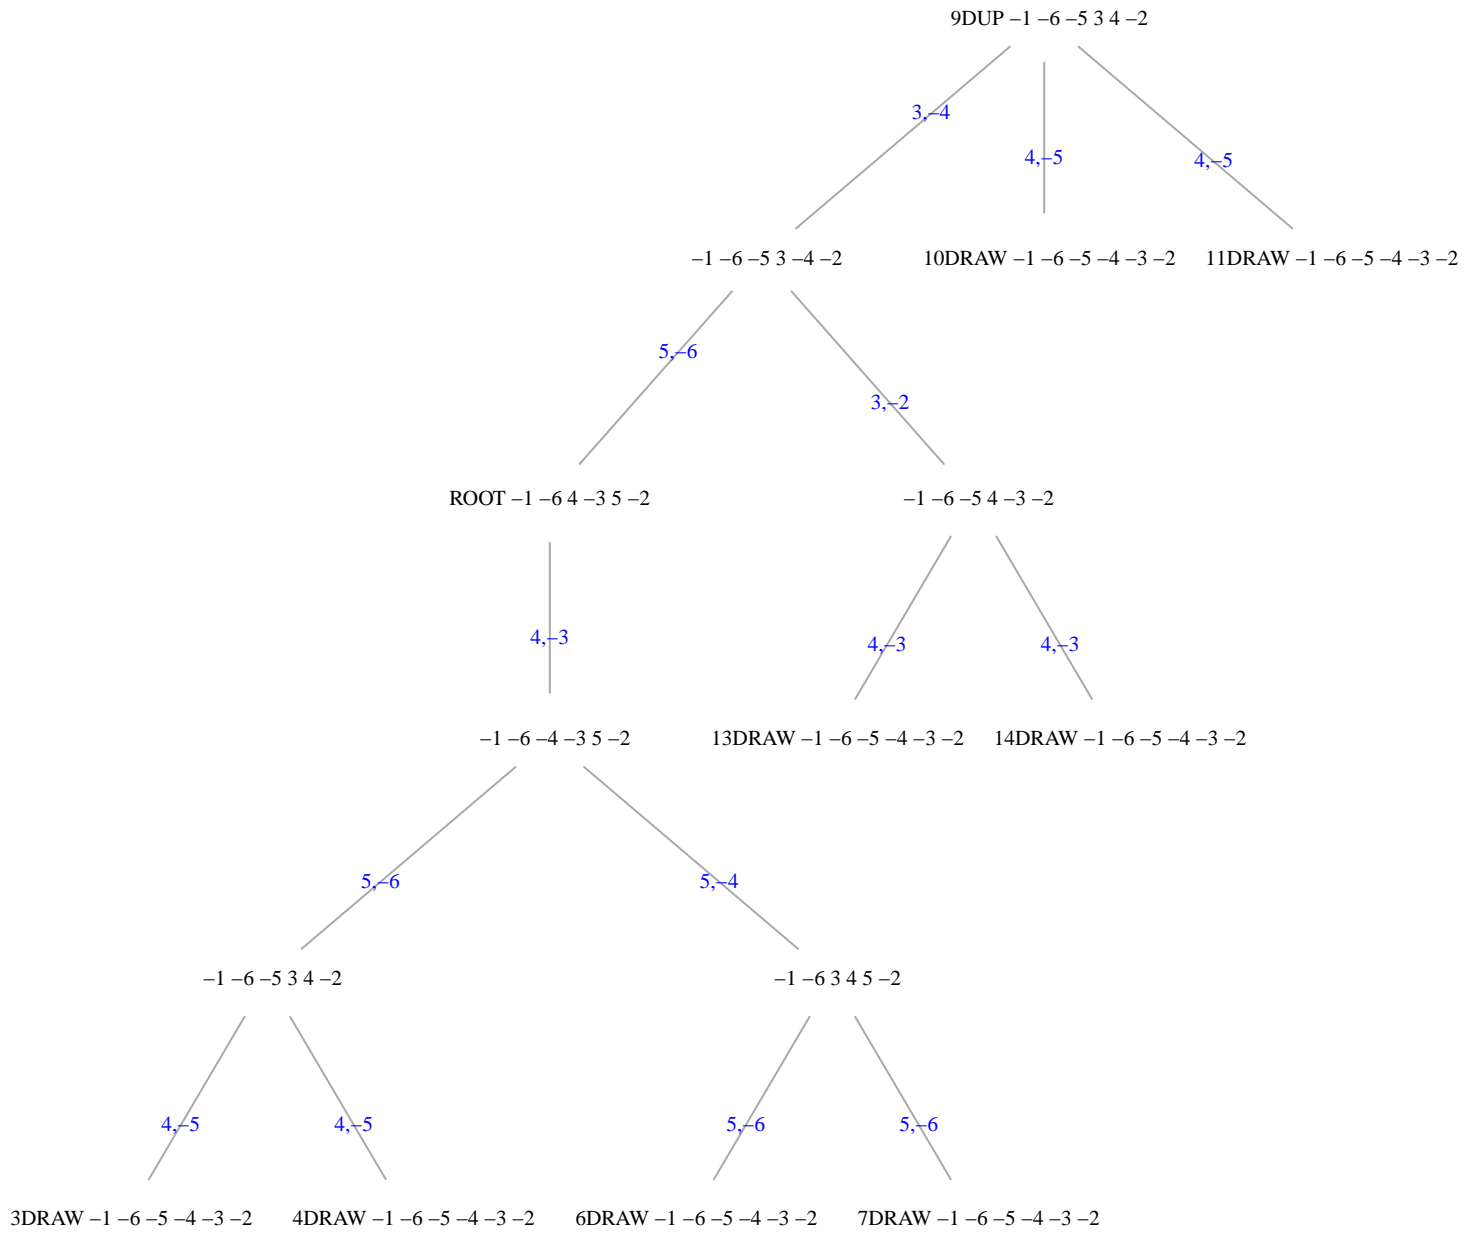 9DUP –1 –6 –5 3 4 –2
3,–4
4,–5
4,–5
–1 –6 –5 3 –4 –2
10DRAW –1 –6 –5 –4 –3 –2
11DRAW –1 –6 –5 –4 –3 –2
5,–6
3,–2
ROOT –1 –6 4 –3 5 –2
–1 –6 –5 4 –3 –2
4,–3
4,–3
4,–3
–1 –6 –4 –3 5 –2
13DRAW –1 –6 –5 –4 –3 –2
14DRAW –1 –6 –5 –4 –3 –2
5,–6
5,–4
–1 –6 –5 3 4 –2
–1 –6 3 4 5 –2
4,–5
4,–5
5,–6
5,–6
3DRAW –1 –6 –5 –4 –3 –2
4DRAW –1 –6 –5 –4 –3 –2
6DRAW –1 –6 –5 –4 –3 –2
7DRAW –1 –6 –5 –4 –3 –2